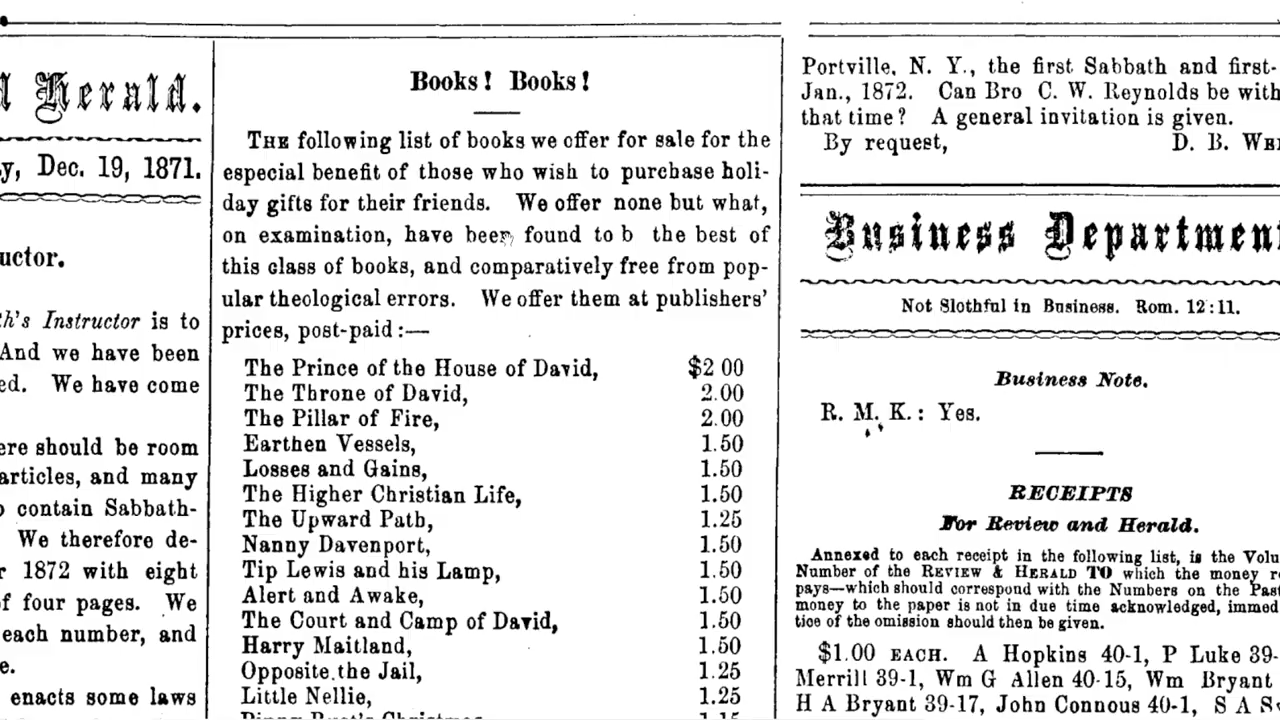 Herald.
Dec. 19, 1871.
is to
And we have been
We have come
should be room
articles, and many
contain Sabbath-
We therefore de-
1872 with eight
four pages. We
each number, and
enacts some laws
Books! Books!
THE following list of books we offer for sale for the
especial benefit of those who wish to purchase holi-
day gifts for their friends. We offer none but what,
on examination, have been found to b the best of
this class of books, and comparatively free from pop-
ular theological errors. We offer them at publishers'
prices, post-paid:—
The Prince of the House of David, $2 00
The Throne of David, 2.00
The Pillar of Fire, 2.00
Earthen Vessels, 1.50
Losses and Gains, 1.50
The Higher Christian Life, 1.50
The Upward Path, 1.25
Nanny Davenport, 1.50
Tip Lewis and his Lamp, 1.50
Alert and Awake, 1.50
The Court and Camp of David, 1.50
Harry Maitland, 1.50
Opposite the Jail, 1.25
Little Nellie, 1.25
Portville, N. Y., the first Sabbath and first-
Jan., 1872. Can Bro C. W. Reynolds be with
that time? A general invitation is given.
By request, D. B.
Business Department
Not Slothful in Business. Rom. 12:11.
Business Note.
R. M. K.: Yes.
RECEIPTS
For Review and Herald.
Annexed to each receipt in the following list, is the
Number of the REVIEW & HERALD TO which the money
pays—which should correspond with the Numbers on the
money to the paper is not in due time acknowledged,
tice of the omission should then be given.
$1.00 EACH. A Hopkins 40-1, P Luke 39-
Merrill 39-1, Wm G Allen 40-15, Wm Bryant
H A Bryant 39-17, John Connous 40-1, S A